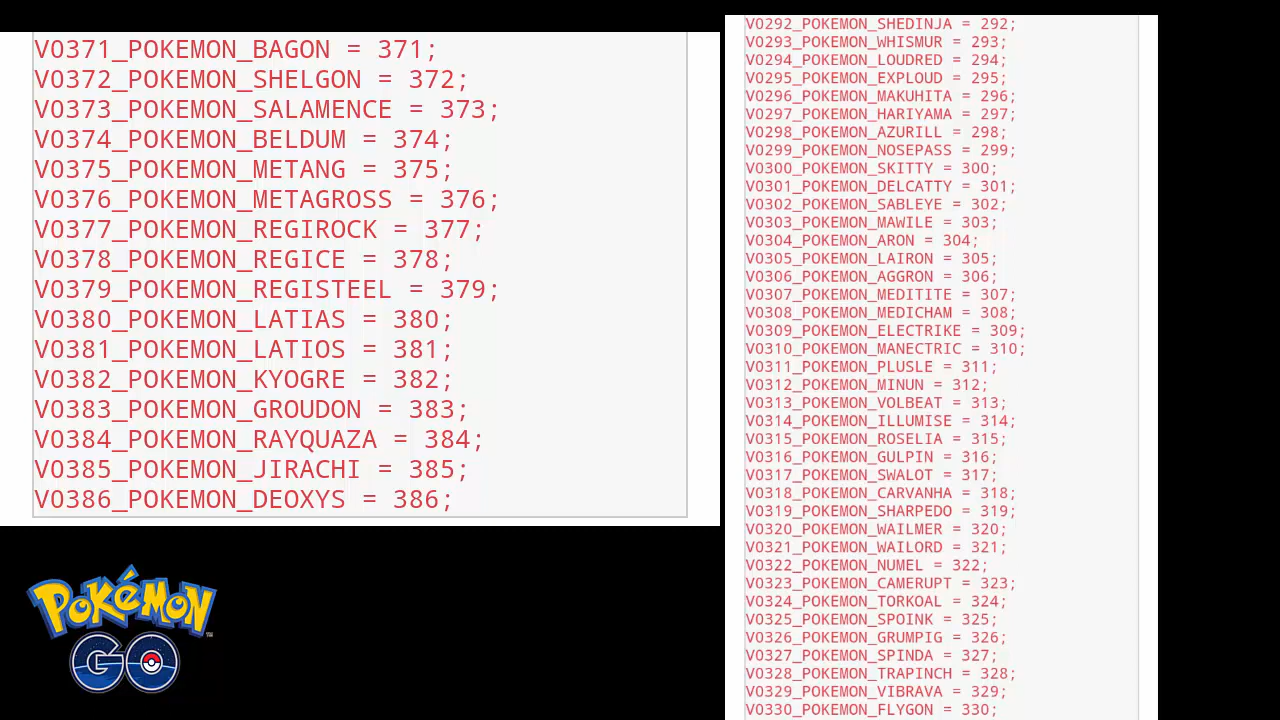 V0371_POKEMON_BAGON = 371;
V0372_POKEMON_SHELGON = 372;
V0373_POKEMON_SALAMENCE = 373;
V0374_POKEMON_BELDUM = 374;
V0375_POKEMON_METANG = 375;
V0376_POKEMON_METAGROSS = 376;
V0377_POKEMON_REGIROCK = 377;
V0378_POKEMON_REGICE = 378;
V0379_POKEMON_REGISTEEL = 379;
V0380_POKEMON_LATIAS = 380;
V0381_POKEMON_LATIOS = 381;
V0382_POKEMON_KYOGRE = 382;
V0383_POKEMON_GROUDON = 383;
V0384_POKEMON_RAYQUAZA = 384;
V0385_POKEMON_JIRACHI = 385;
V0386_POKEMON_DEOXYS = 386;
POKéMON™
GO
V0292_POKEMON_SHEDINJA = 292;
V0293_POKEMON_WHISMUR = 293;
V0294_POKEMON_LOUDRED = 294;
V0295_POKEMON_EXPLOUD = 295;
V0296_POKEMON_MAKUHITA = 296;
V0297_POKEMON_HARIYAMA = 297;
V0298_POKEMON_AZURILL = 298;
V0299_POKEMON_NOSEPASS = 299;
V0300_POKEMON_SKITTY = 300;
V0301_POKEMON_DELCATTY = 301;
V0302_POKEMON_SABLEYE = 302;
V0303_POKEMON_MAWILE = 303;
V0304_POKEMON_ARON = 304;
V0305_POKEMON_LAIRON = 305;
V0306_POKEMON_AGGRON = 306;
V0307_POKEMON_MEDITITE = 307;
V0308_POKEMON_MEDICHAM = 308;
V0309_POKEMON_ELECTRIKE = 309;
V0310_POKEMON_MANECTRIC = 310;
V0311_POKEMON_PLUSLE = 311;
V0312_POKEMON_MINUN = 312;
V0313_POKEMON_VOLBEAT = 313;
V0314_POKEMON_ILLUMISE = 314;
V0315_POKEMON_ROSELIA = 315;
V0316_POKEMON_GULPIN = 316;
V0317_POKEMON_SWALOT = 317;
V0318_POKEMON_CARVANHA = 318;
V0319_POKEMON_SHARPEDO = 319;
V0320_POKEMON_WAILMER = 320;
V0321_POKEMON_WAILORD = 321;
V0322_POKEMON_NUMEL = 322;
V0323_POKEMON_CAMERUPT = 323;
V0324_POKEMON_TORKOAL = 324;
V0325_POKEMON_SPOINK = 325;
V0326_POKEMON_GRUMPIG = 326;
V0327_POKEMON_SPINDA = 327;
V0328_POKEMON_TRAPINCH = 328;
V0329_POKEMON_VIBRAVA = 329;
V0330_POKEMON_FLYGON = 330;